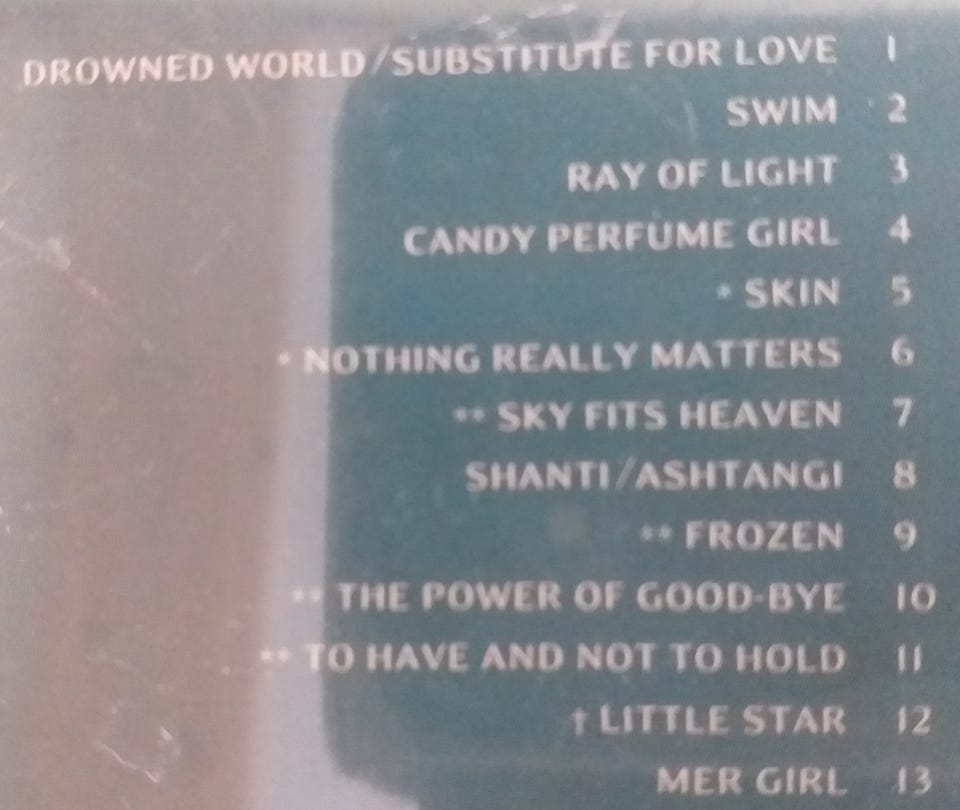 DROWNED WORLD/SUBSTITUTE FOR LOVE 1
SWIM 2
RAY OF LIGHT 3
CANDY PERFUME GIRL 4
* SKIN 5
* NOTHING REALLY MATTERS 6
** SKY FITS HEAVEN 7
SHANTI/ASHTANGI 8
** FROZEN 9
** THE POWER OF GOOD-BYE 10
** TO HAVE AND NOT TO HOLD 11
† LITTLE STAR 12
MER GIRL 13